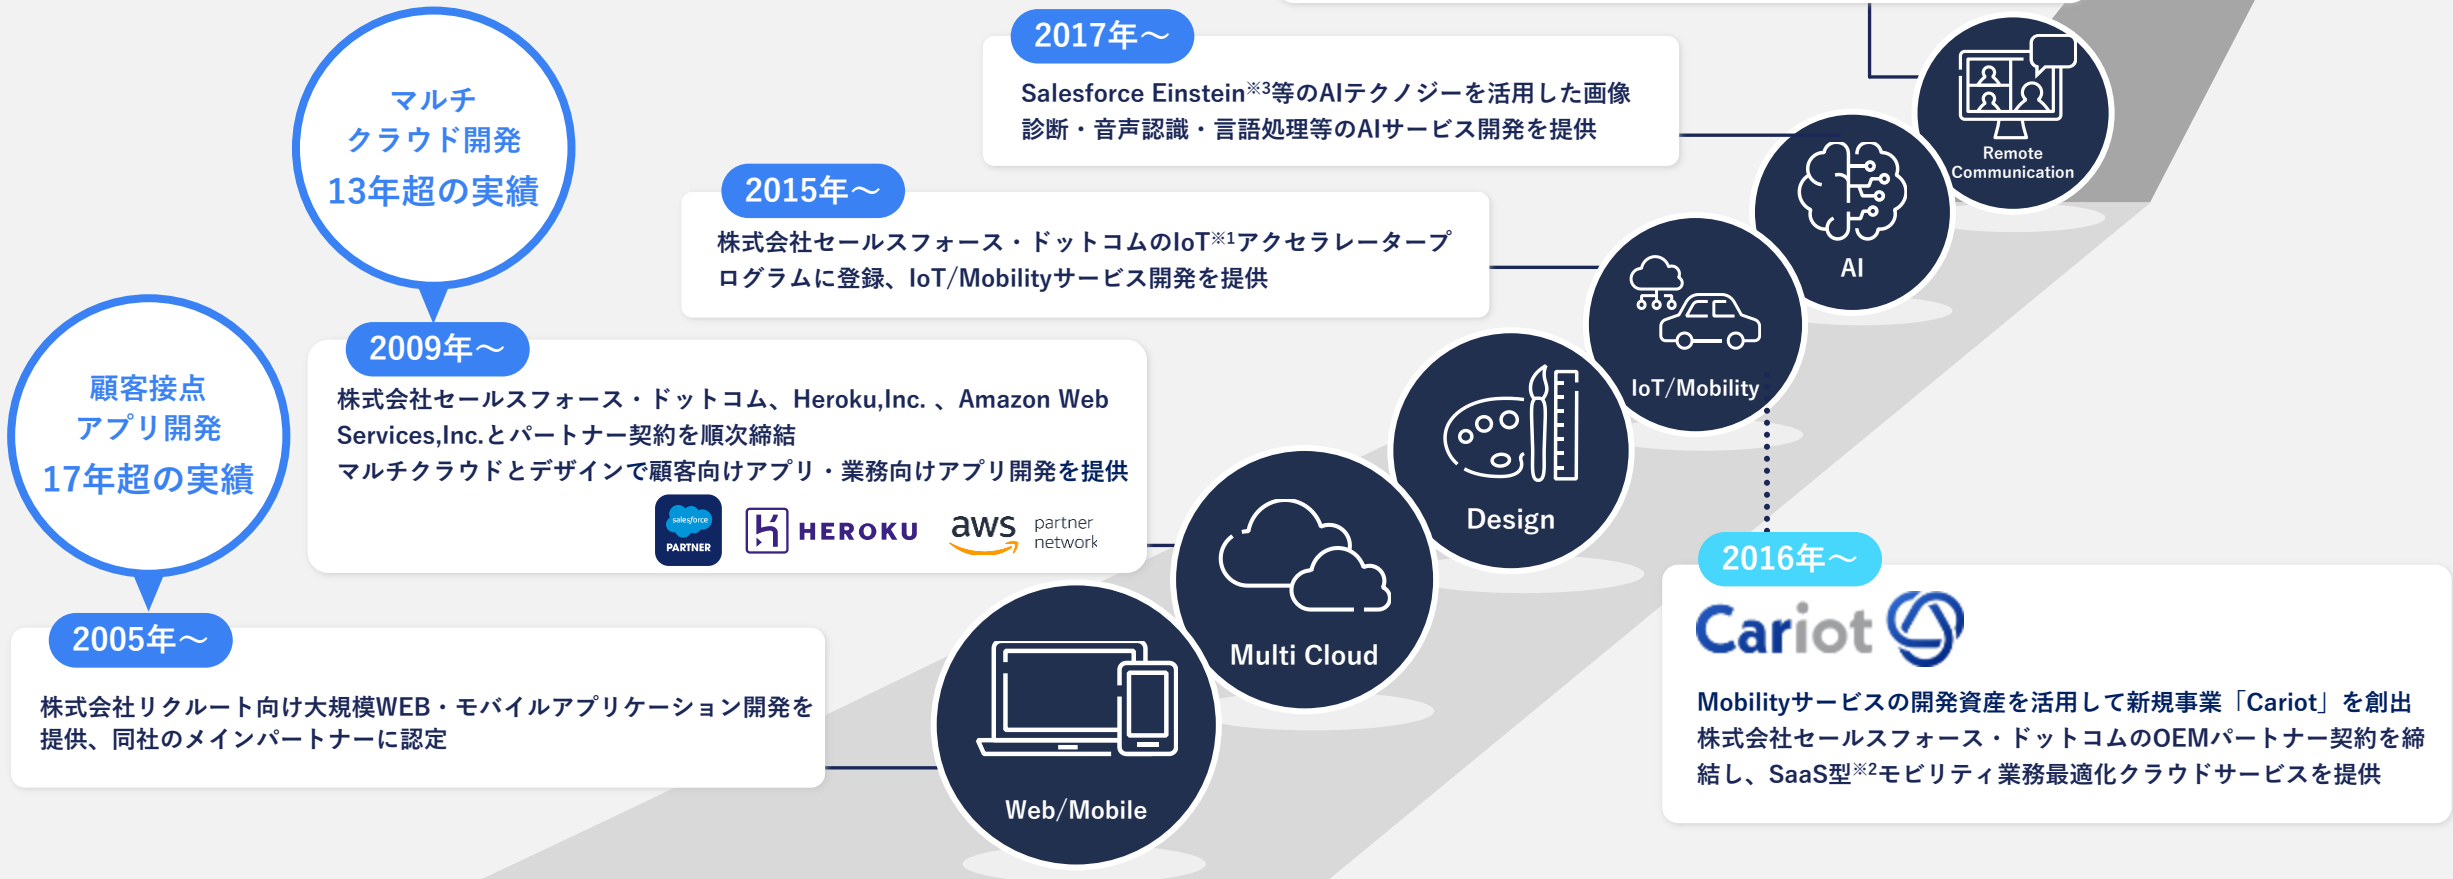 マルチ
クラウド開発
13年超の実績
顧客接点
アプリ開発
17年超の実績
2017年～
Salesforce Einstein※3等のAIテクノジーを活用した画像
診断・音声認識・言語処理等のAIサービス開発を提供
2015年～
株式会社セールスフォース・ドットコムのIoT※1アクセラレータープ
ログラムに登録、IoT/Mobilityサービス開発を提供
2009年～
株式会社セールスフォース・ドットコム、Heroku,Inc. 、Amazon Web
Services,Inc.とパートナー契約を順次締結
マルチクラウドとデザインで顧客向けアプリ・業務向けアプリ開発を提供
salesforce
PARTNER
HEROKU
aws
partner
network
2005年～
株式会社リクルート向け大規模WEB・モバイルアプリケーション開発を
提供、同社のメインパートナーに認定
Remote
Communication
AI
IoT/Mobility
Design
Multi Cloud
Web/Mobile
2016年～
Cariot
Mobilityサービスの開発資産を活用して新規事業「Cariot」を創出
株式会社セールスフォース・ドットコムのOEMパートナー契約を締
結し、SaaS型※2モビリティ業務最適化クラウドサービスを提供